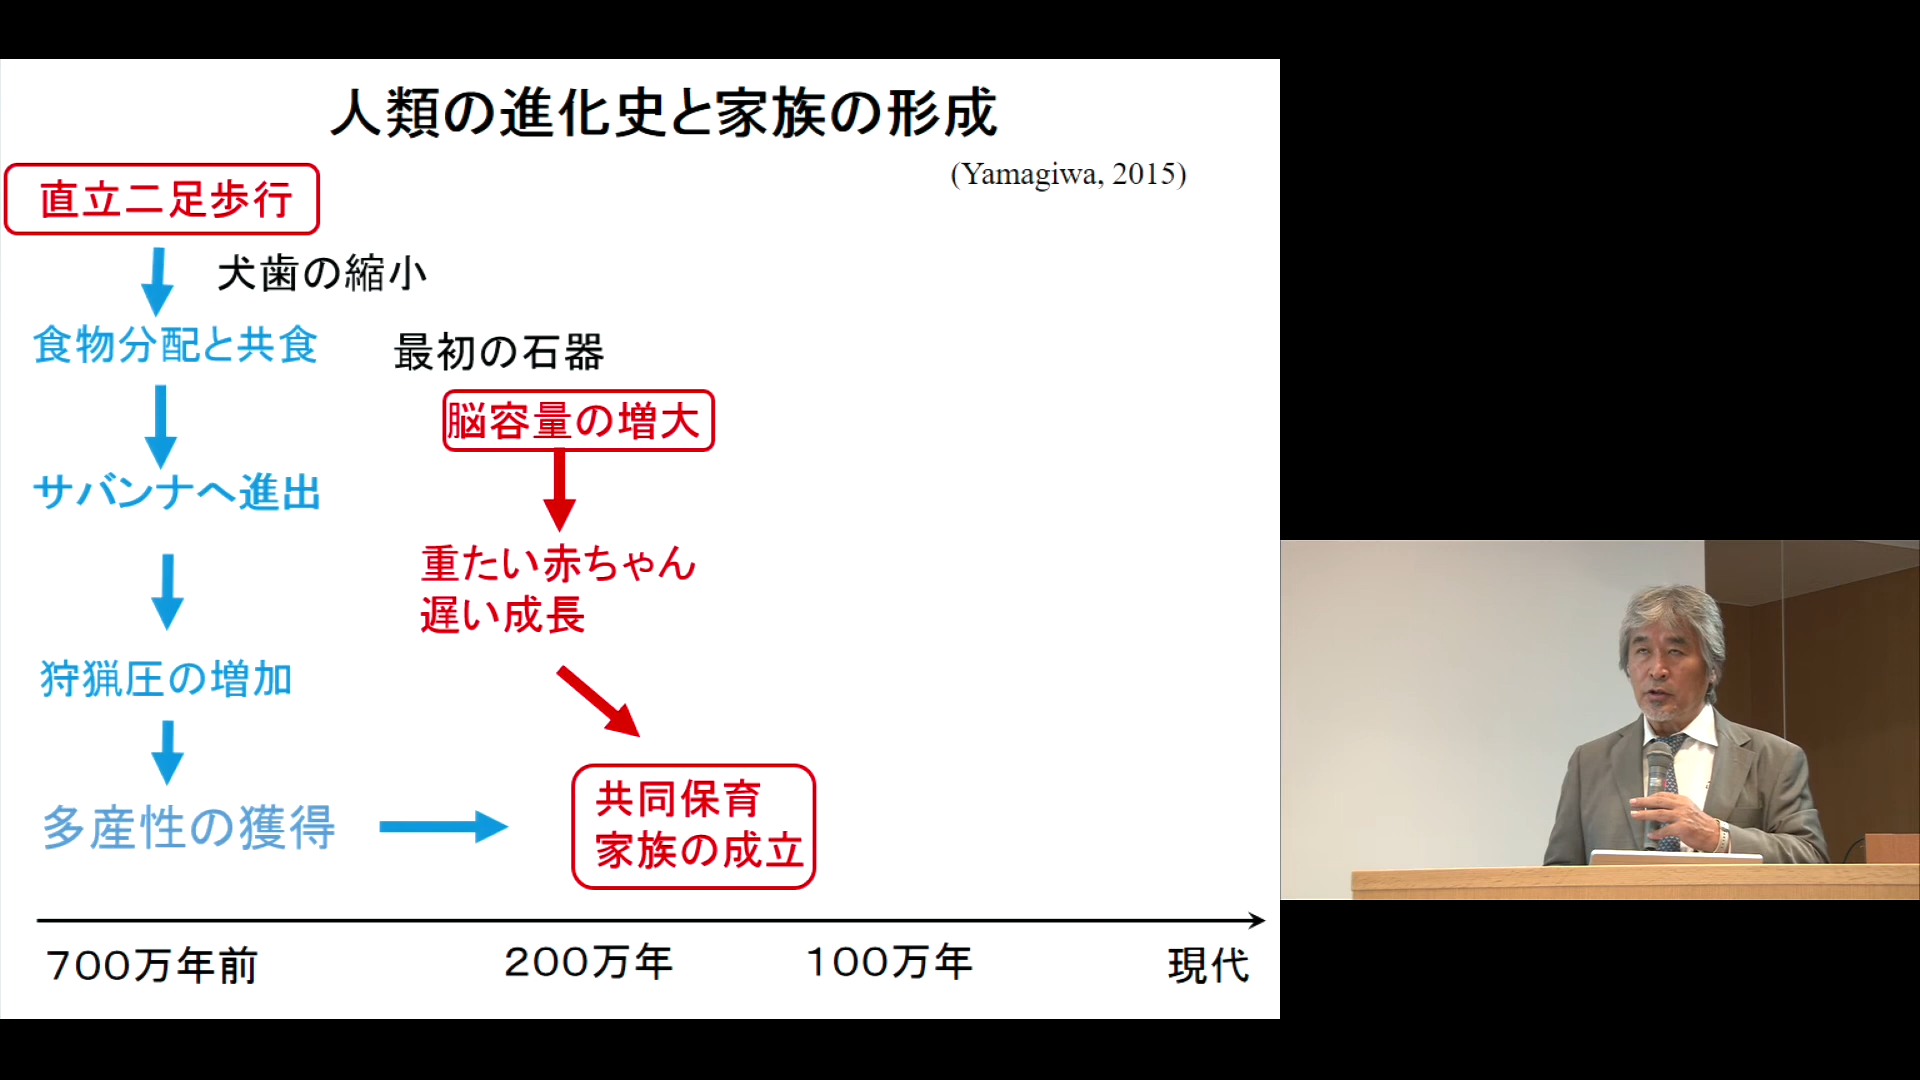 人類の進化史と家族の形成
(Yamagiwa, 2015)
直立二足歩行
犬歯の縮小
食物分配と共食
最初の石器
脳容量の増大
サバンナへ進出
重たい赤ちゃん
遅い成長
狩猟圧の増加
多産性の獲得
共同保育
家族の成立
700万年前
200万年
100万年
現代